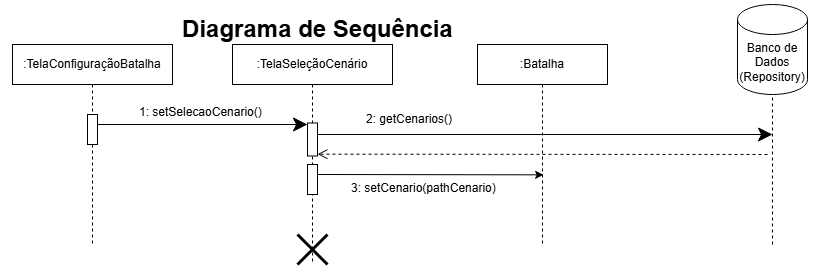 Diagrama de Sequência
:TelaConfiguraçãoBatalha
:TelaSeleçãoCenário
:Batalha
Banco de
Dados
(Repository)
1: setSelecaoCenario()
2: getCenarios()
3: setCenario(pathCenario)